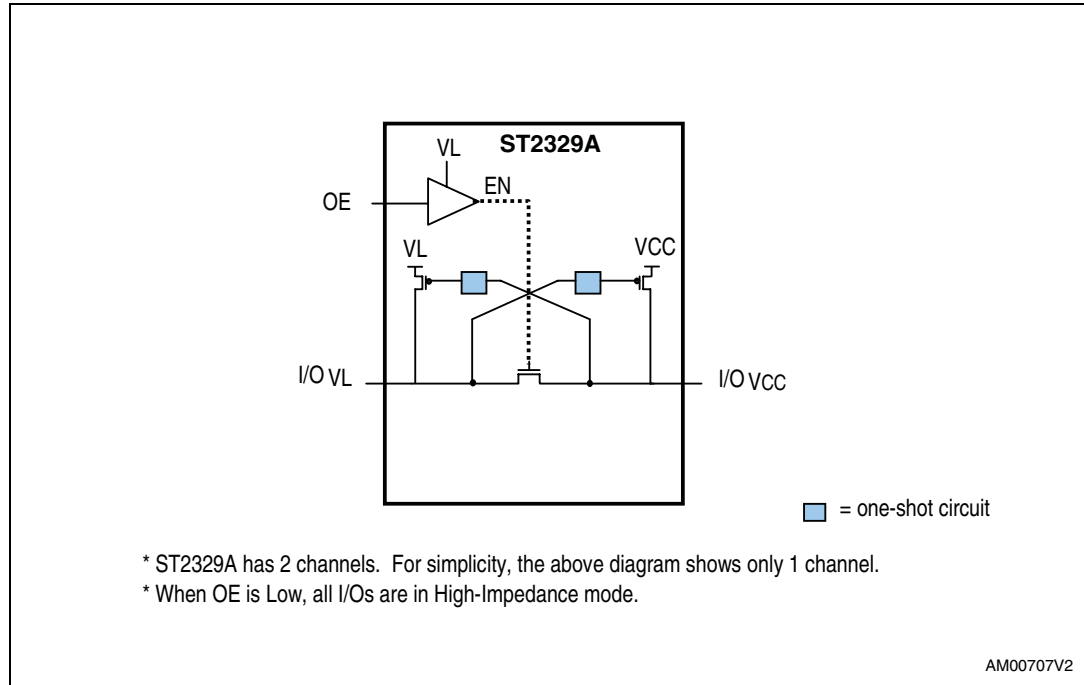 ST2329A
VL
EN
OE
VL
VCC
I/O VL
I/O VCC
= one-shot circuit
* ST2329A has 2 channels. For simplicity, the above diagram shows only 1 channel.
* When OE is Low, all I/Os are in High-Impedance mode.
AM00707V2